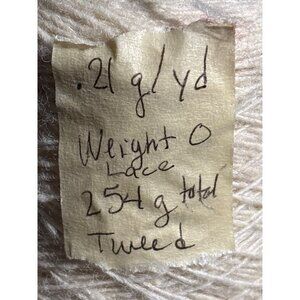 .21 g/yd
Weight 0
Lace
254 g total
Tweed